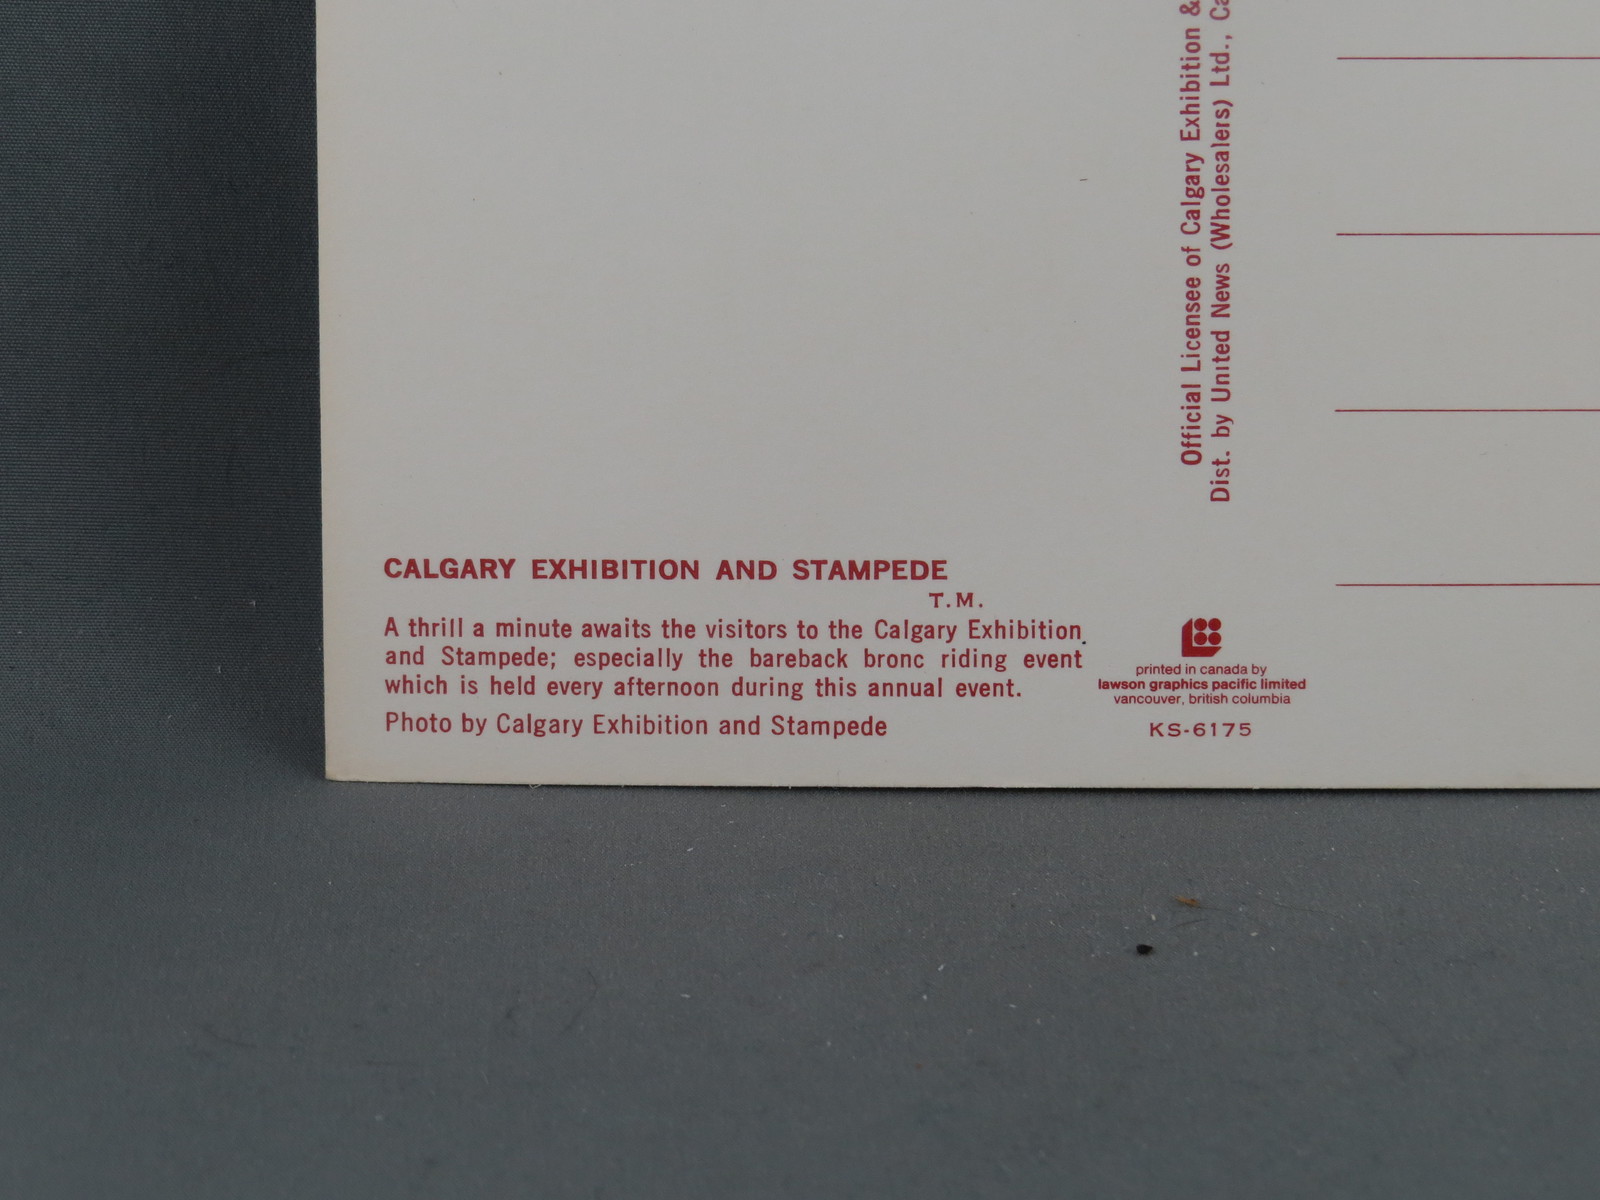 CALGARY EXHIBITION AND STAMPEDE
T.M.
A thrill a minute awaits the visitors to the Calgary Exhibition
and Stampede; especially the bareback bronc riding event
which is held every afternoon during this annual event.
Photo by Calgary Exhibition and Stampede
Official Licensee of Calgary Exhibition &
Dist. by United News (Wholesalers) Ltd.,
printed in canada by
lawson graphics pacific limited
vancouver, british columbia
KS-6175